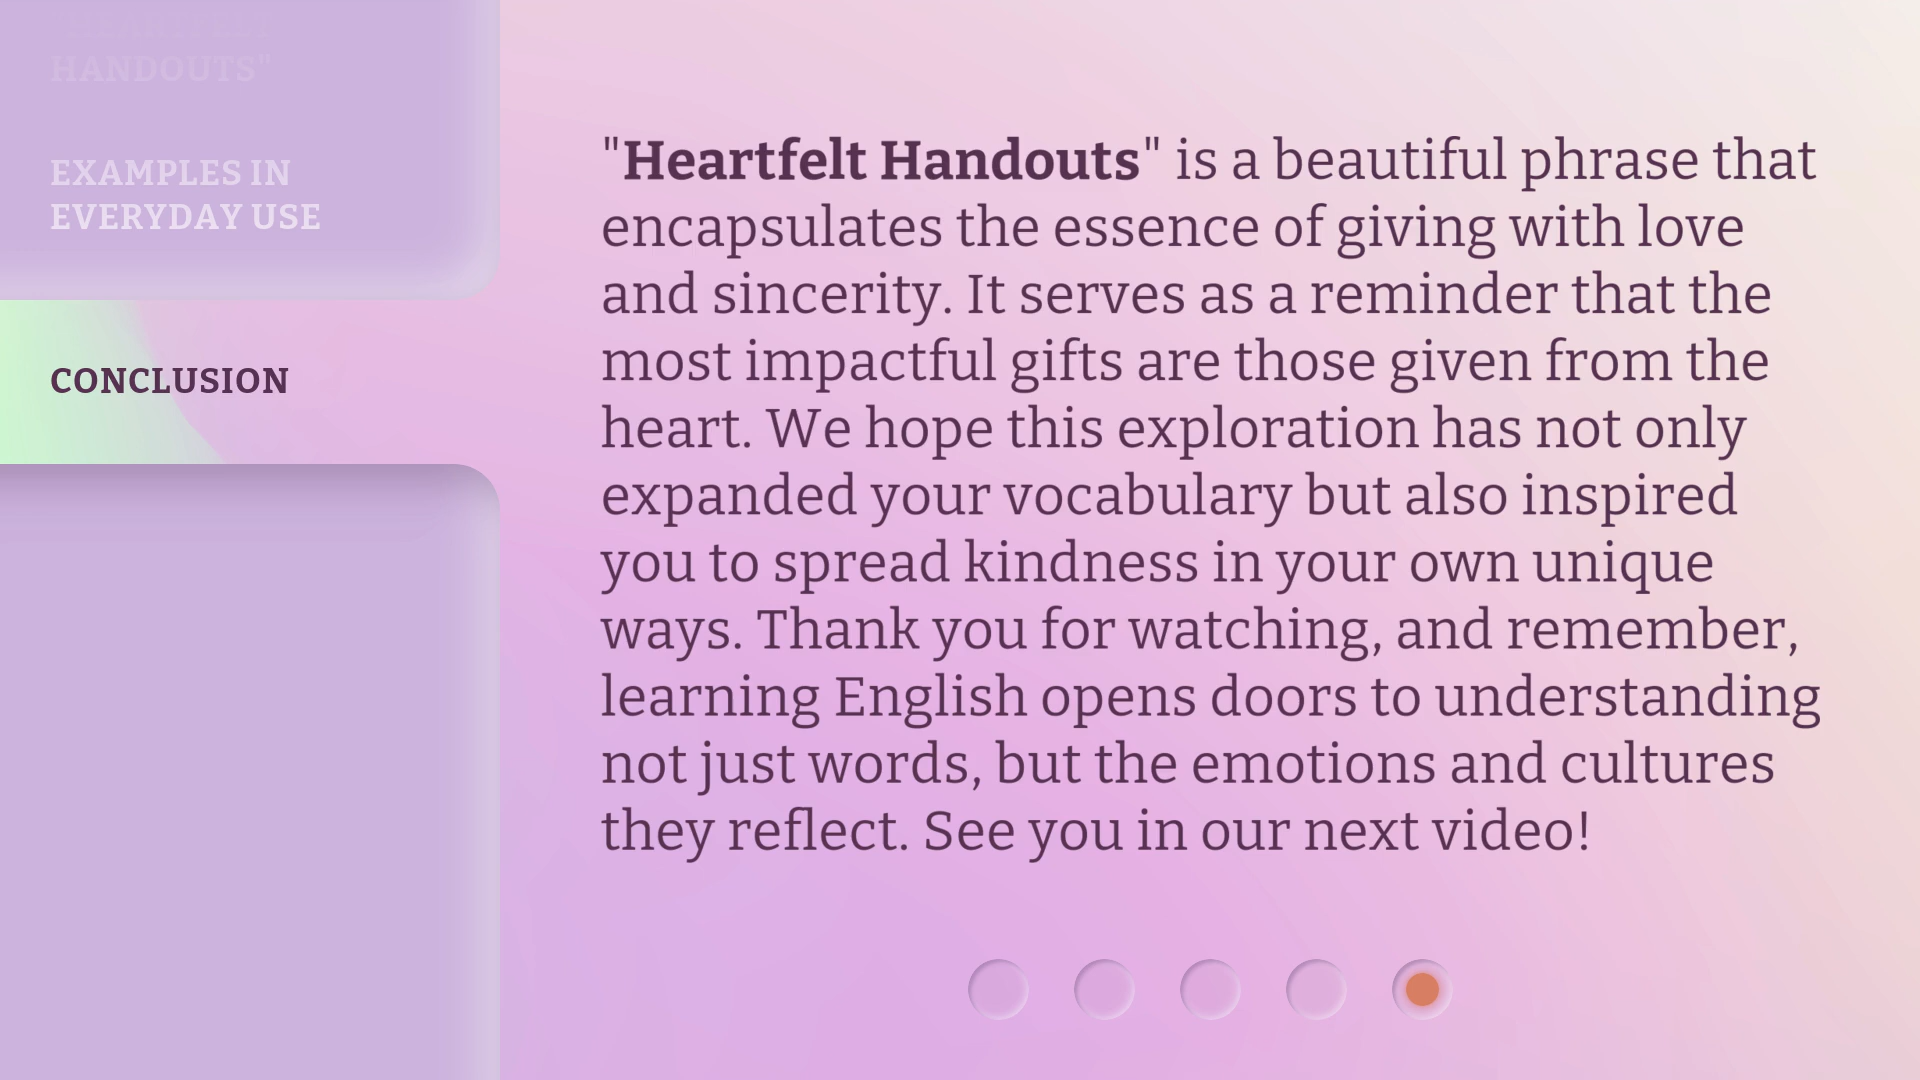 "HEARTFELT
HANDOUTS"
EXAMPLES IN
EVERYDAY USE
CONCLUSION
"Heartfelt Handouts" is a beautiful phrase that
encapsulates the essence of giving with love
and sincerity. It serves as a reminder that the
most impactful gifts are those given from the
heart. We hope this exploration has not only
expanded your vocabulary but also inspired
you to spread kindness in your own unique
ways. Thank you for watching, and remember,
learning English opens doors to understanding
not just words, but the emotions and cultures
they reflect. See you in our next video!